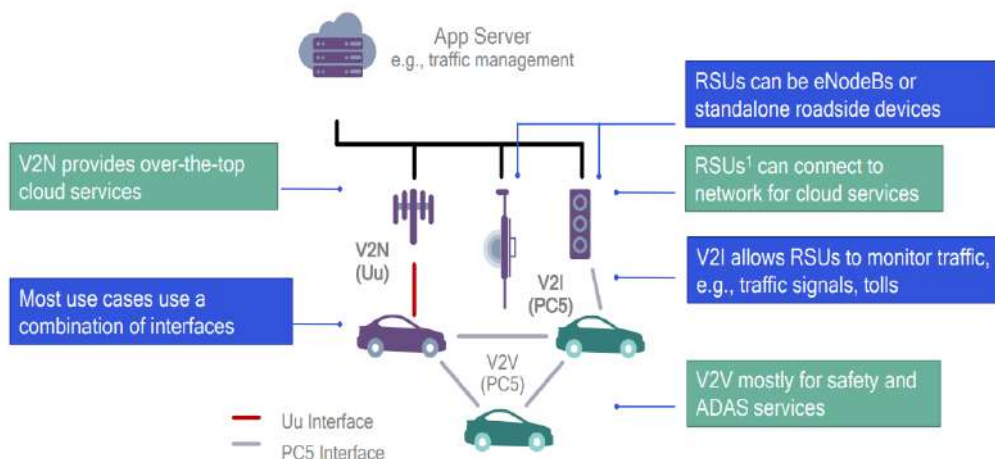 App Server
e.g., traffic management
RSUs can be eNodeBs or
standalone roadside devices
V2N provides over-the-top
cloud services
RSUs¹ can connect to
network for cloud services
V2N
(Uu)
V2I
(PC5)
V2I allows RSUs to monitor traffic,
e.g., traffic signals, tolls
Most use cases use a
combination of interfaces
V2V
(PC5)
V2V mostly for safety and
ADAS services
Uu Interface
PC5 Interface